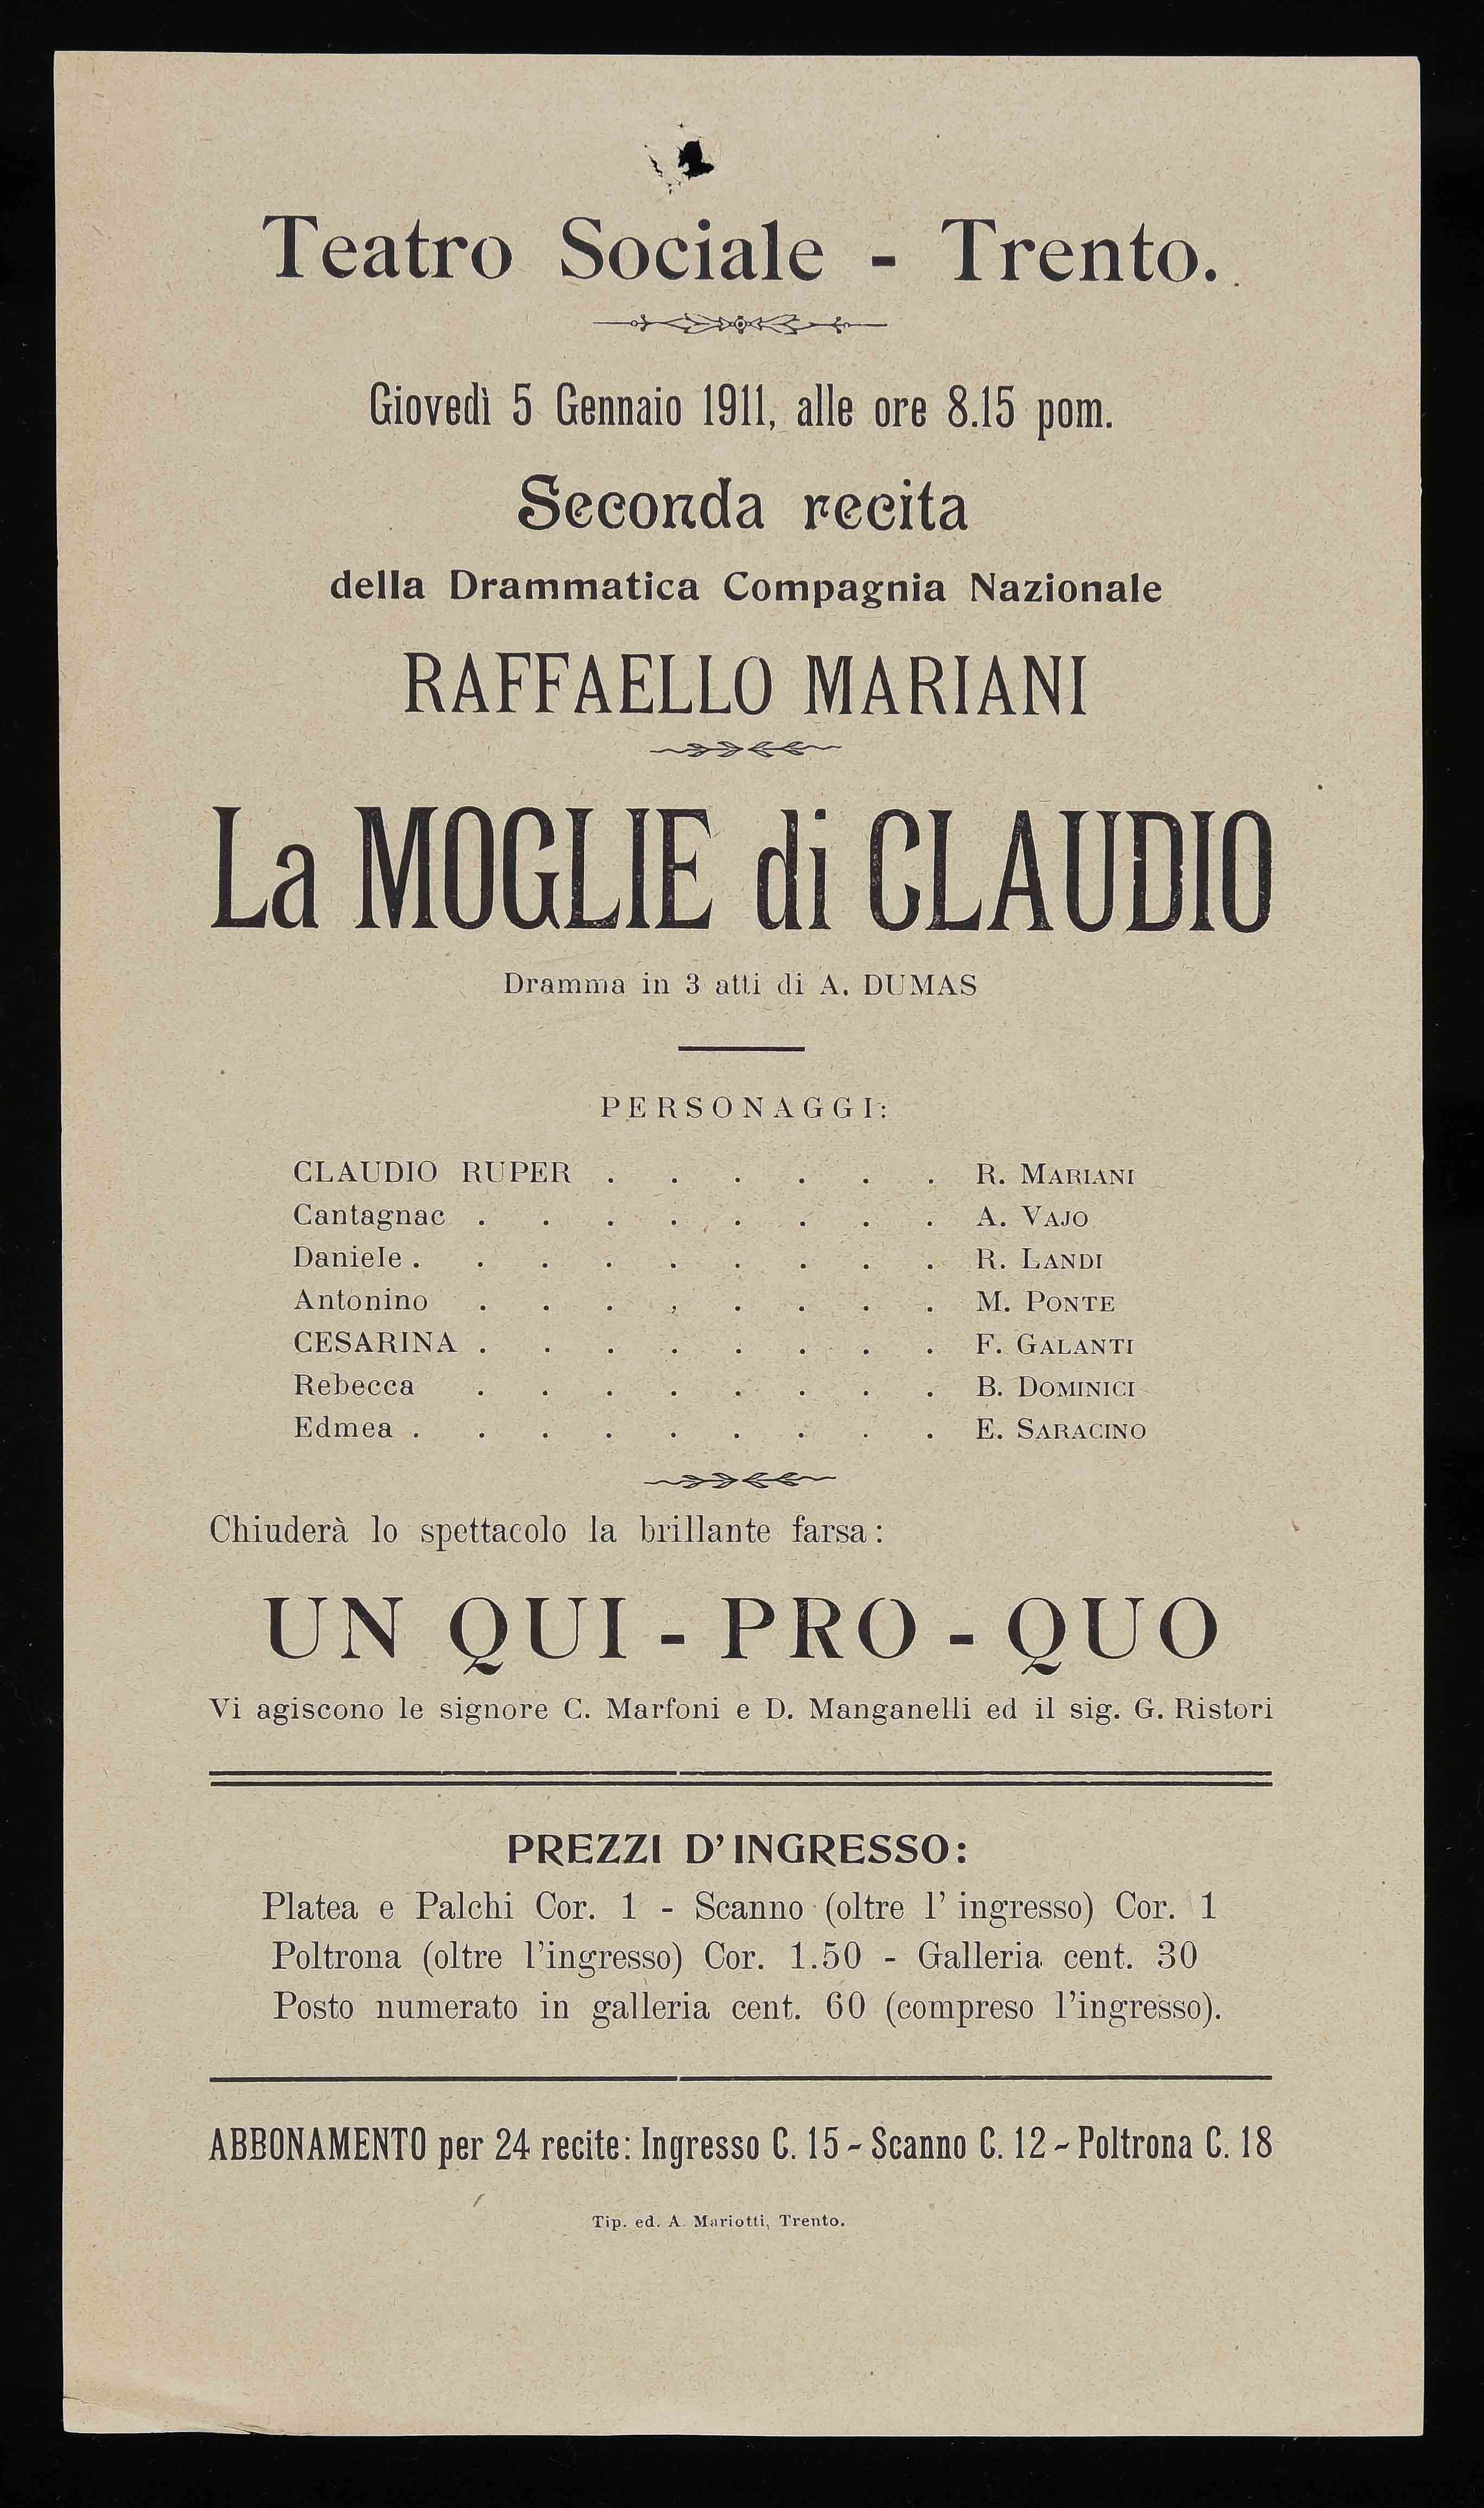 Teatro Sociale - Trento.
Giovedì 5 Gennaio 1911, alle ore 8.15 pom.
Seconda recita
della Drammatica Compagnia Nazionale
RAFFAELLO MARIANI
La MOGLIE di CLAUDIO
Dramma in 3 atti di A. DUMAS
PERSONAGGI:
CLAUDIO RUPER . . . . . . R. MARIANI
Cantagnac . . . . . . . . A. VAJO
Daniele . . . . . . . . . R. LANDI
Antonino . . . , . . . . M. PONTE
CESARINA . . . . . . . . F. GALANTI
Rebecca . . . . . . . . B. DOMINICI
Edmea . . . . . . . . . E. SARACINO
Chiuderà lo spettacolo la brillante farsa:
UN QUI - PRO - QUO
Vi agiscono le signore C. Marfoni e D. Manganelli ed il sig. G. Ristori
PREZZI D'INGRESSO:
Platea e Palchi Cor. 1 - Scanno (oltre l' ingresso) Cor. 1
Poltrona (oltre l'ingresso) Cor. 1.50 - Galleria cent. 30
Posto numerato in galleria cent. 60 (compreso l'ingresso).
ABBONAMENTO per 24 recite: Ingresso C. 15 - Scanno C. 12 - Poltrona C. 18
Tip. ed. A. Mariotti, Trento.